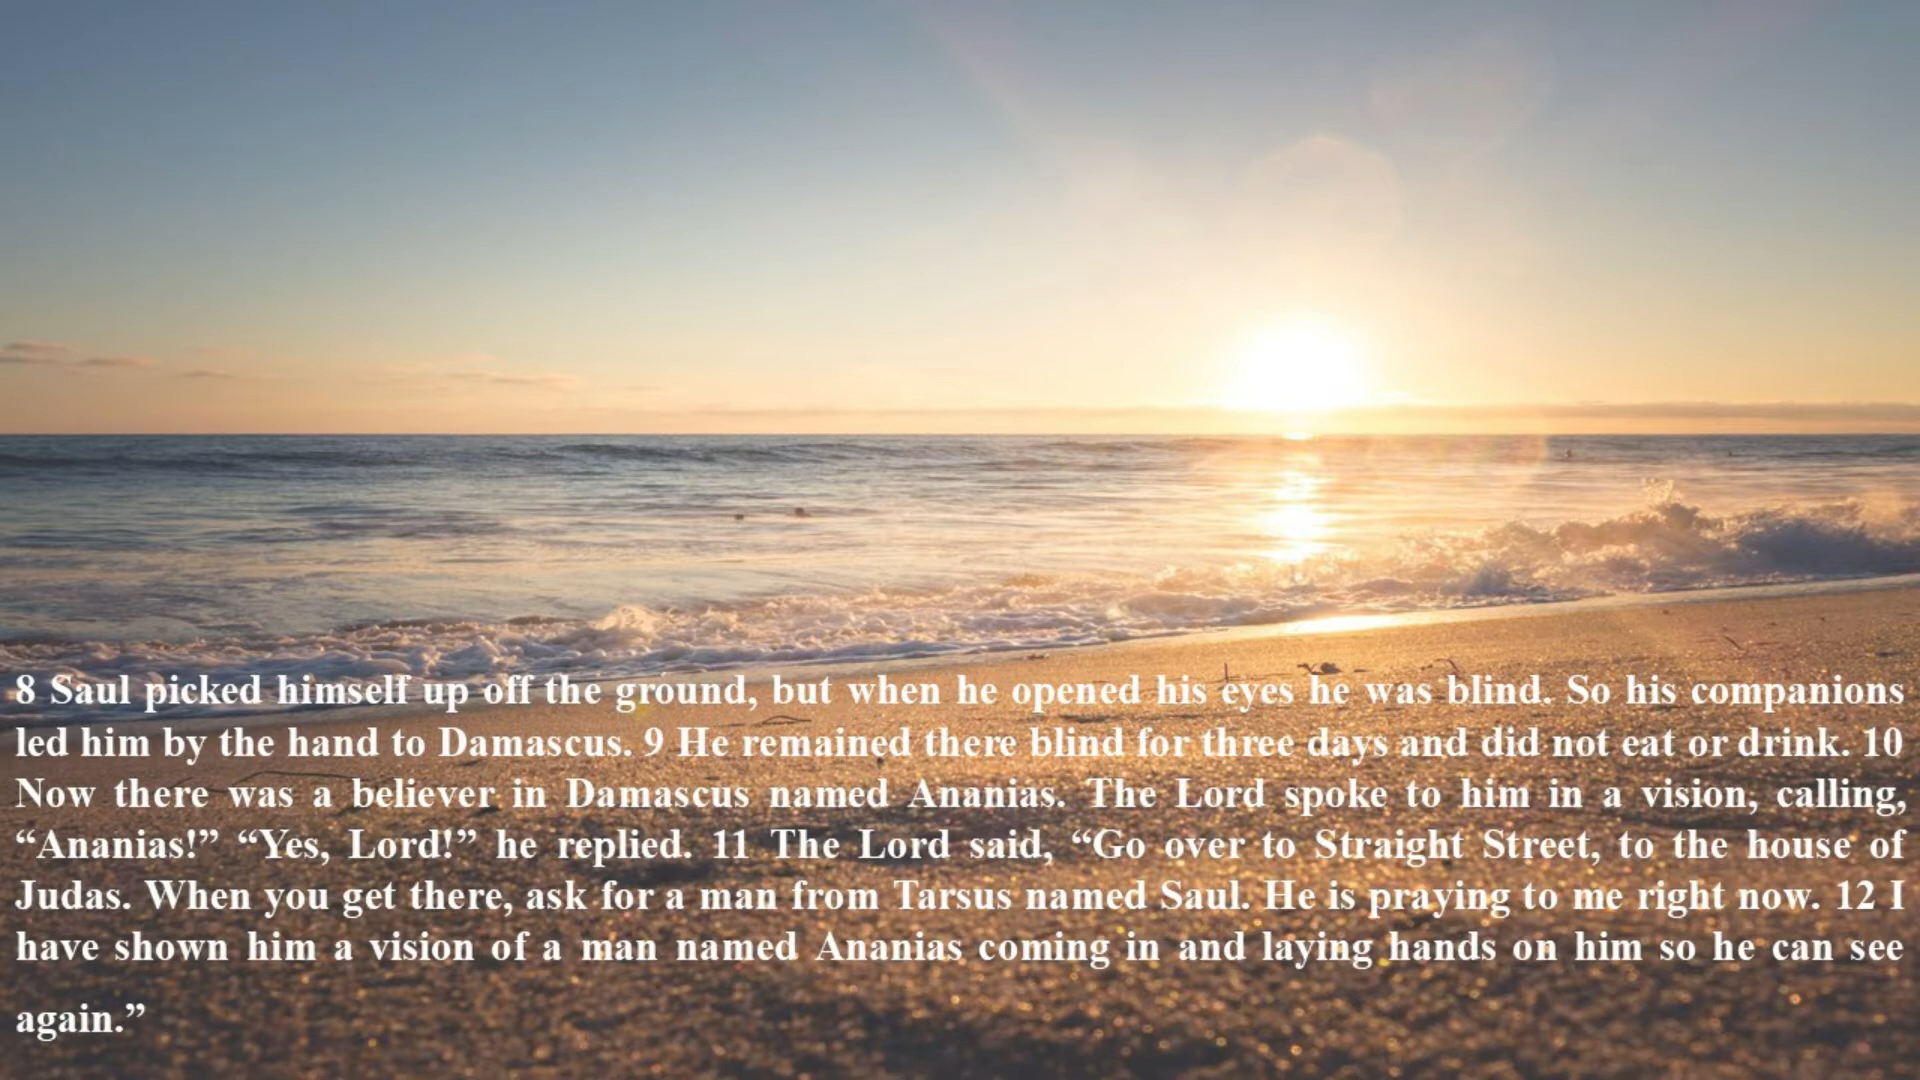 8 Saul picked himself up off the ground, but when he opened his eyes he was blind. So his companions
led him by the hand to Damascus. 9 He remained there blind for three days and did not eat or drink. 10
Now there was a believer in Damascus named Ananias. The Lord spoke to him in a vision, calling,
“Ananias!” “Yes, Lord!” he replied. 11 The Lord said, “Go over to Straight Street, to the house of
Judas. When you get there, ask for a man from Tarsus named Saul. He is praying to me right now. 12 I
have shown him a vision of a man named Ananias coming in and laying hands on him so he can see
again.”